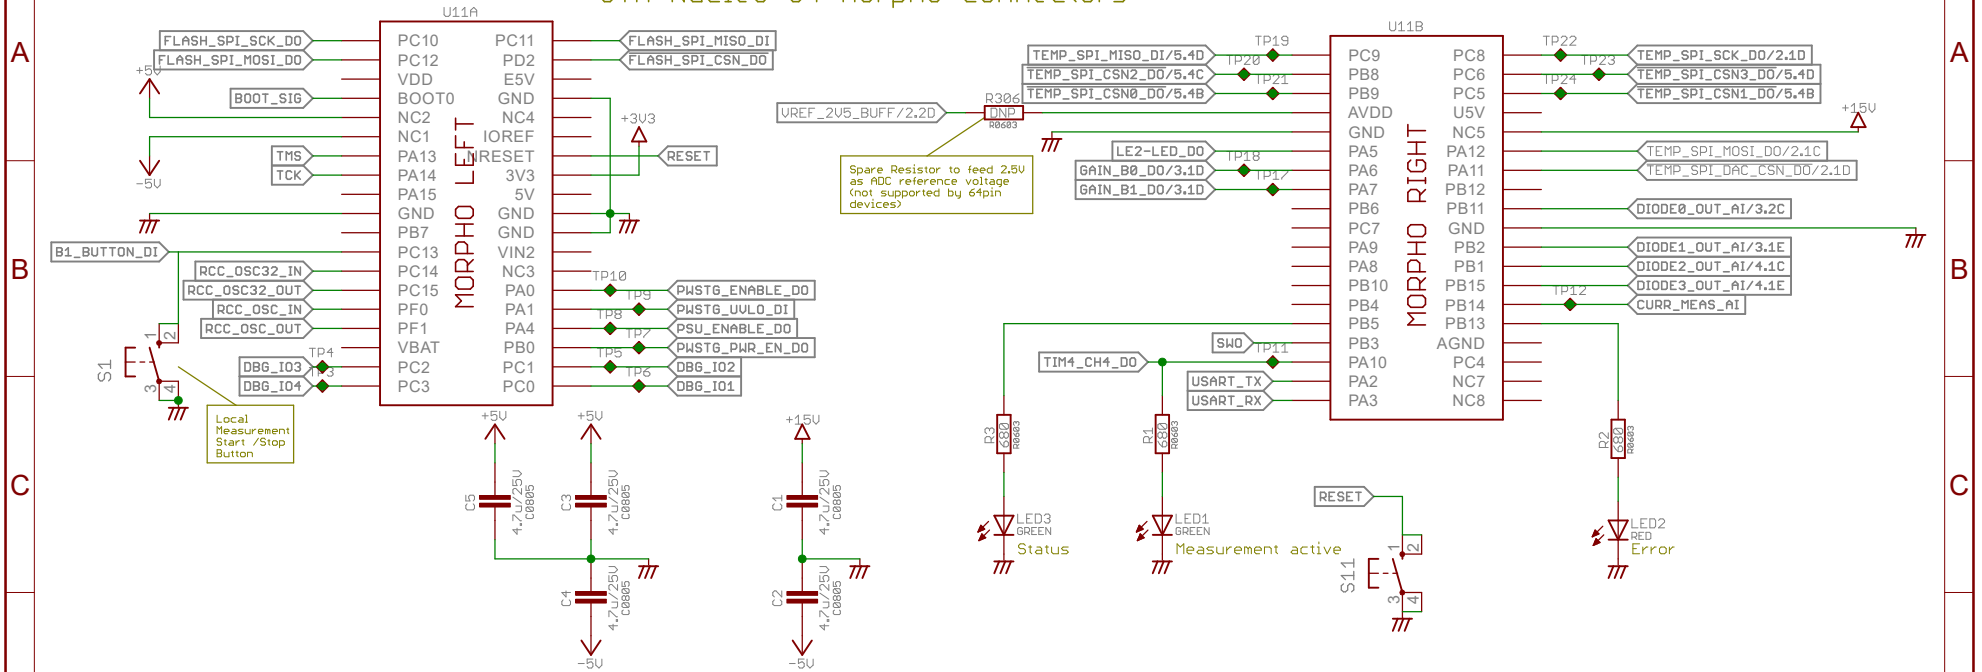 U11A
FLASH_SPI_SCK_DO PC10 PC11 FLASH_SPI_MISO_DI
FLASH_SPI_MOSI_DO PC12 PD2 FLASH_SPI_CSN_DO
+5V VDD E5V
BOOT_SIG BOOT0 GND
NC2 NC4
NC1 IOREF
+3V3
TMS PA13 NRESET RESET
TCK PA14 3V3
-5V PA15 5V
GND GND
PB7 GND
B1_BUTTON_DI PC13 VIN2
RCC_OSC32_IN PC14 NC3
RCC_OSC32_OUT PC15 PA0 TP10 PWSTG_ENABLE_DO
RCC_OSC_IN PF0 PA1 TP9 PWSTG_UVLO_DI
RCC_OSC_OUT PF1 PA4 TP8 PSU_ENABLE_DO
VBAT PB0 TP7 PWSTG_PWR_EN_DO
DBG_IO3 TP4 PC2 PC1 TP5 DBG_IO2
DBG_IO4 TP3 PC3 PC0 TP6 DBG_IO1
MORPHO LEFT
S1
1 2
3 4
Local
Measurement
Start /Stop
Button
+5V +5V +15V
C5 4.7u/25V C0805
C3 4.7u/25V C0805
C1 4.7u/25V C0805
C4 4.7u/25V C0805
C2 4.7u/25V C0805
-5V -5V
U11B
TEMP_SPI_MISO_DI/5.4D TP19 PC9 PC8 TP22 TEMP_SPI_SCK_DO/2.1D
TEMP_SPI_CSN2_DO/5.4C TP20 PB8 PC6 TP23 TEMP_SPI_CSN3_DO/5.4D
TEMP_SPI_CSN0_DO/5.4B TP21 PB9 PC5 TP24 TEMP_SPI_CSN1_DO/5.4B
VREF_2V5_BUFF/2.2D R306 DNP R0603 AVDD U5V
+15V
GND NC5
LE2-LED_DO PA5 PA12 TEMP_SPI_MOSI_DO/2.1C
GAIN_B0_DO/3.1D TP18 PA6 PA11 TEMP_SPI_DAC_CSN_DO/2.1D
GAIN_B1_DO/3.1D TP17 PA7 PB12
PB6 PB11 DIODE0_OUT_AI/3.2C
PC7 GND
PA9 PB2 DIODE1_OUT_AI/3.1E
PA8 PB1 DIODE2_OUT_AI/4.1C
PB10 PB15 DIODE3_OUT_AI/4.1E
PB4 PB14 TP12 CURR_MEAS_AI
PB5 PB13
SWO PB3 AGND
TIM4_CH4_DO TP11 PA10 PC4
USART_TX PA2 NC7
USART_RX PA3 NC8
MORPHO RIGHT
Spare Resistor to feed 2.5V
as ADC reference voltage
(not supported by 64pin
devices)
R3 680 R0603
R1 680 R0603
R2 680 R0603
LED3
GREEN
Status
LED1
GREEN
Measurement active
RESET
S11
1 2
3 4
LED2
RED
Error
A A
B B
C C